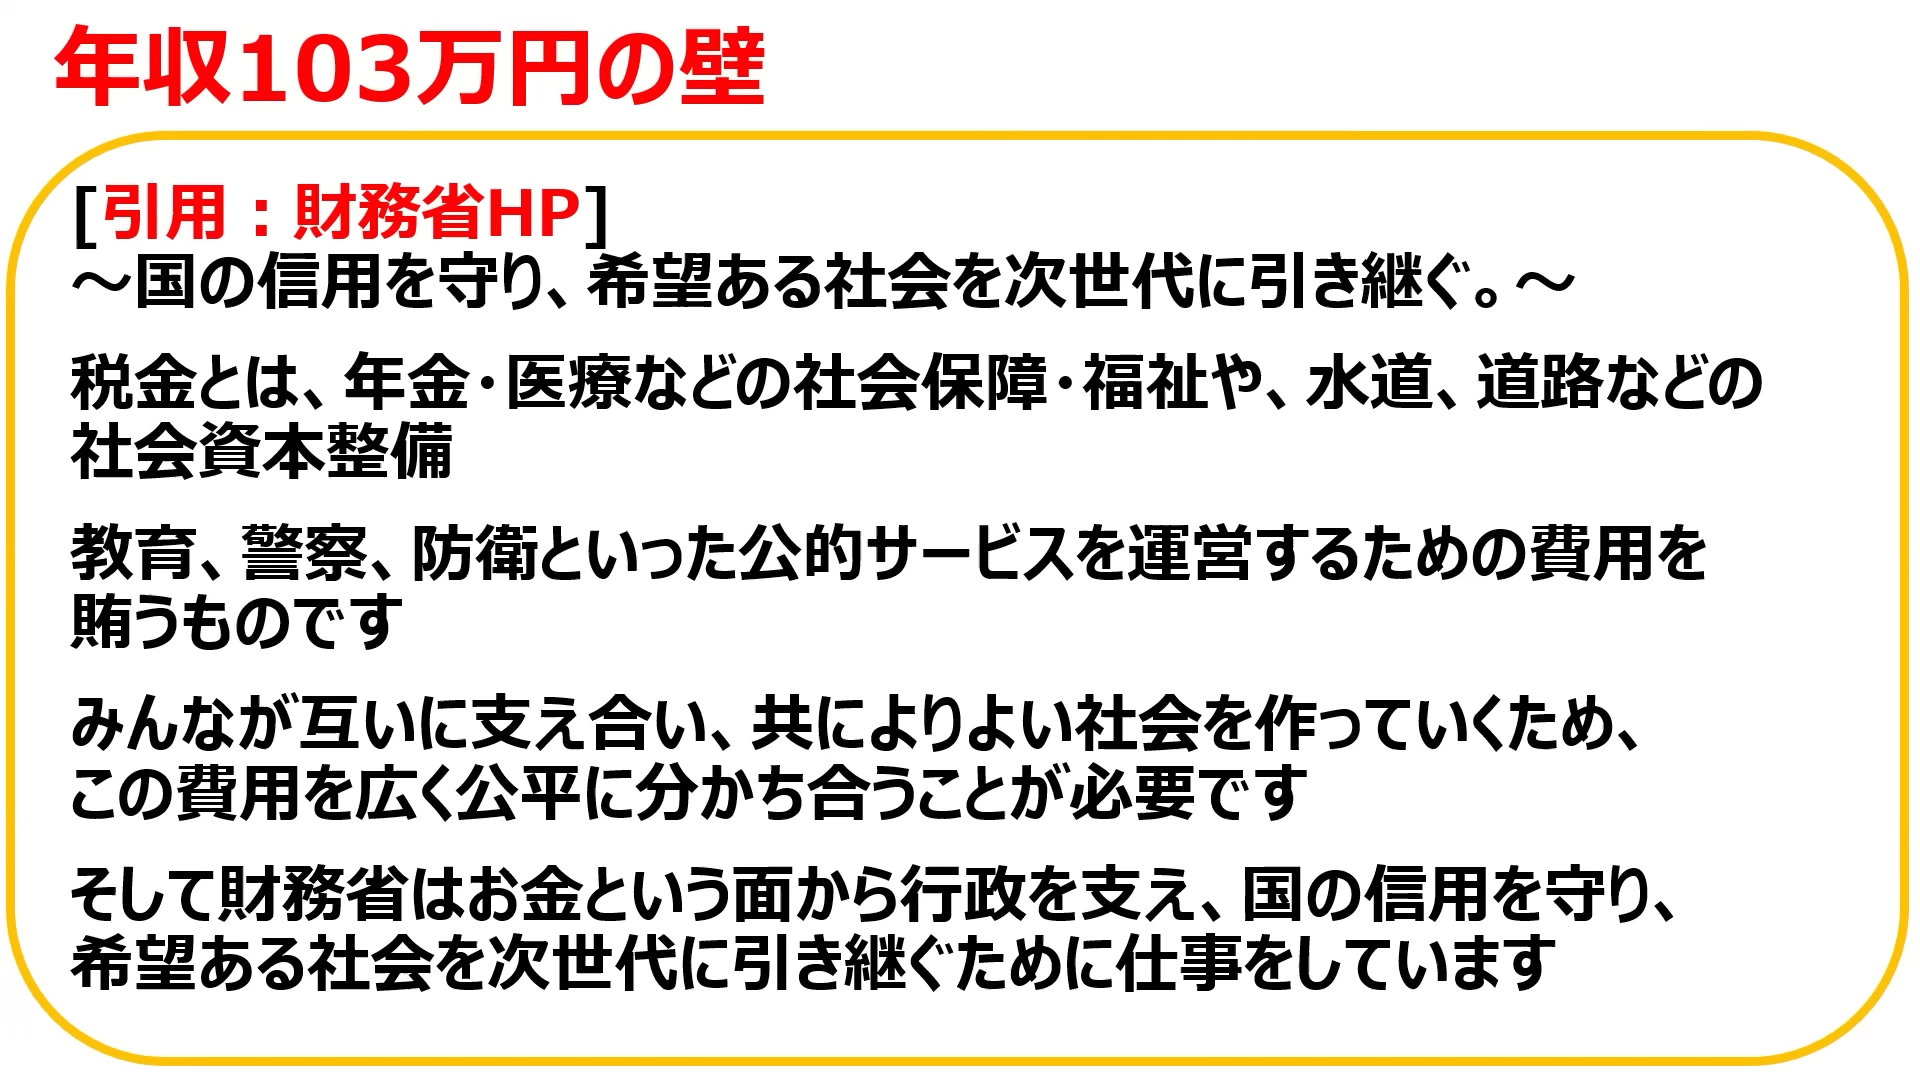 年収103万円の壁
[引用：財務省HP]
～国の信用を守り、希望ある社会を次世代に引き継ぐ。～
税金とは、年金･医療などの社会保障･福祉や、水道、道路などの
社会資本整備
教育、警察、防衛といった公的サービスを運営するための費用を
賄うものです
みんなが互いに支え合い、共によりよい社会を作っていくため、
この費用を広く公平に分かち合うことが必要です
そして財務省はお金という面から行政を支え、国の信用を守り、
希望ある社会を次世代に引き継ぐために仕事をしています